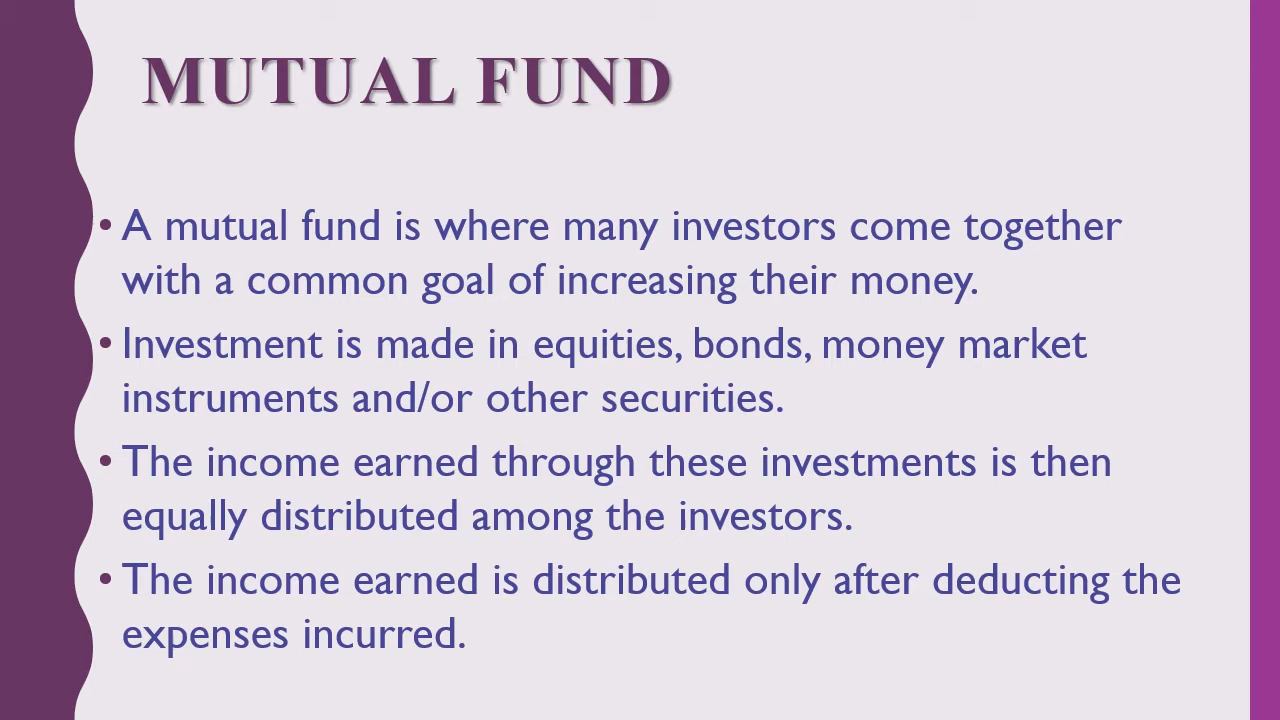 MUTUAL FUND
• A mutual fund is where many investors come together
with a common goal of increasing their money.
• Investment is made in equities, bonds, money market
instruments and/or other securities.
• The income earned through these investments is then
equally distributed among the investors.
• The income earned is distributed only after deducting the
expenses incurred.